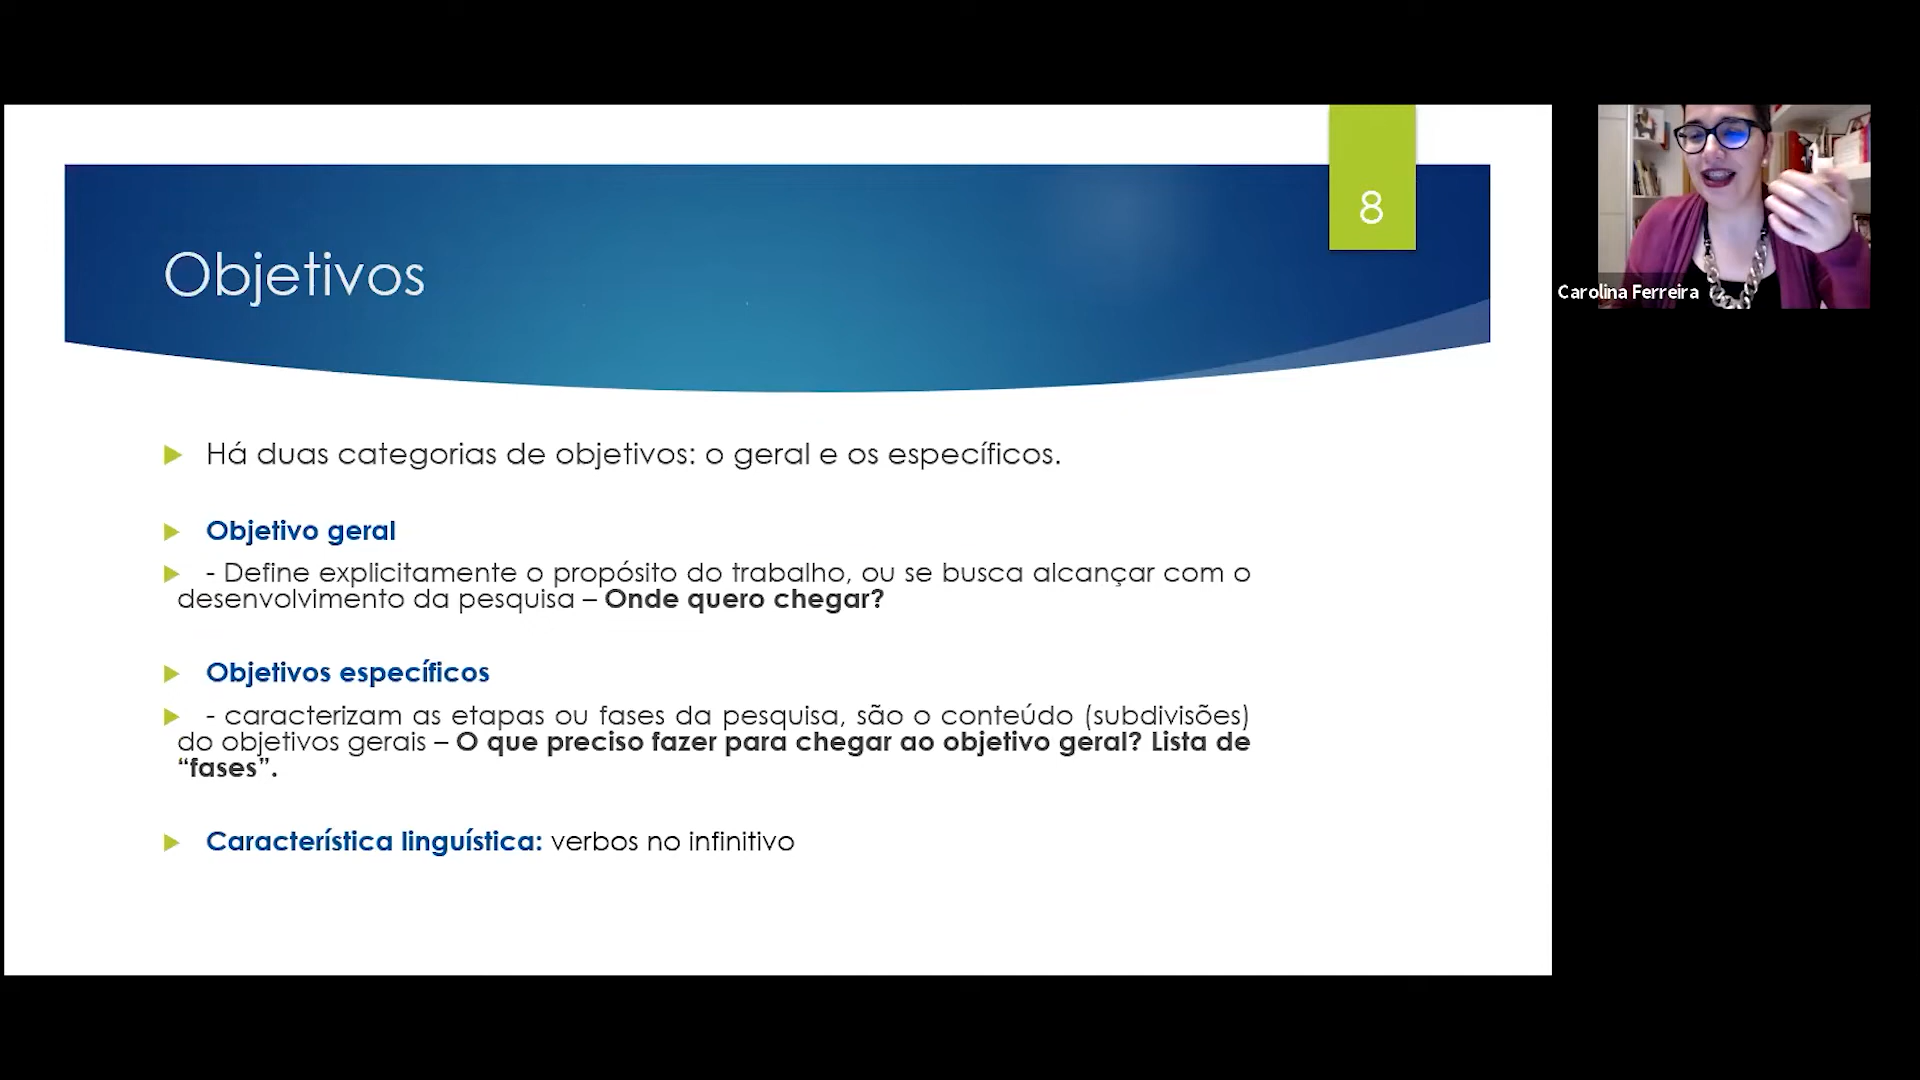 8
Objetivos
Há duas categorias de objetivos: o geral e os específicos.
Objetivo geral
- Define explicitamente o propósito do trabalho, ou se busca alcançar com o
desenvolvimento da pesquisa – Onde quero chegar?
Objetivos específicos
- caracterizam as etapas ou fases da pesquisa, são o conteúdo (subdivisões)
do objetivos gerais – O que preciso fazer para chegar ao objetivo geral? Lista de
“fases”.
Característica linguística: verbos no infinitivo
Carolina Ferreira